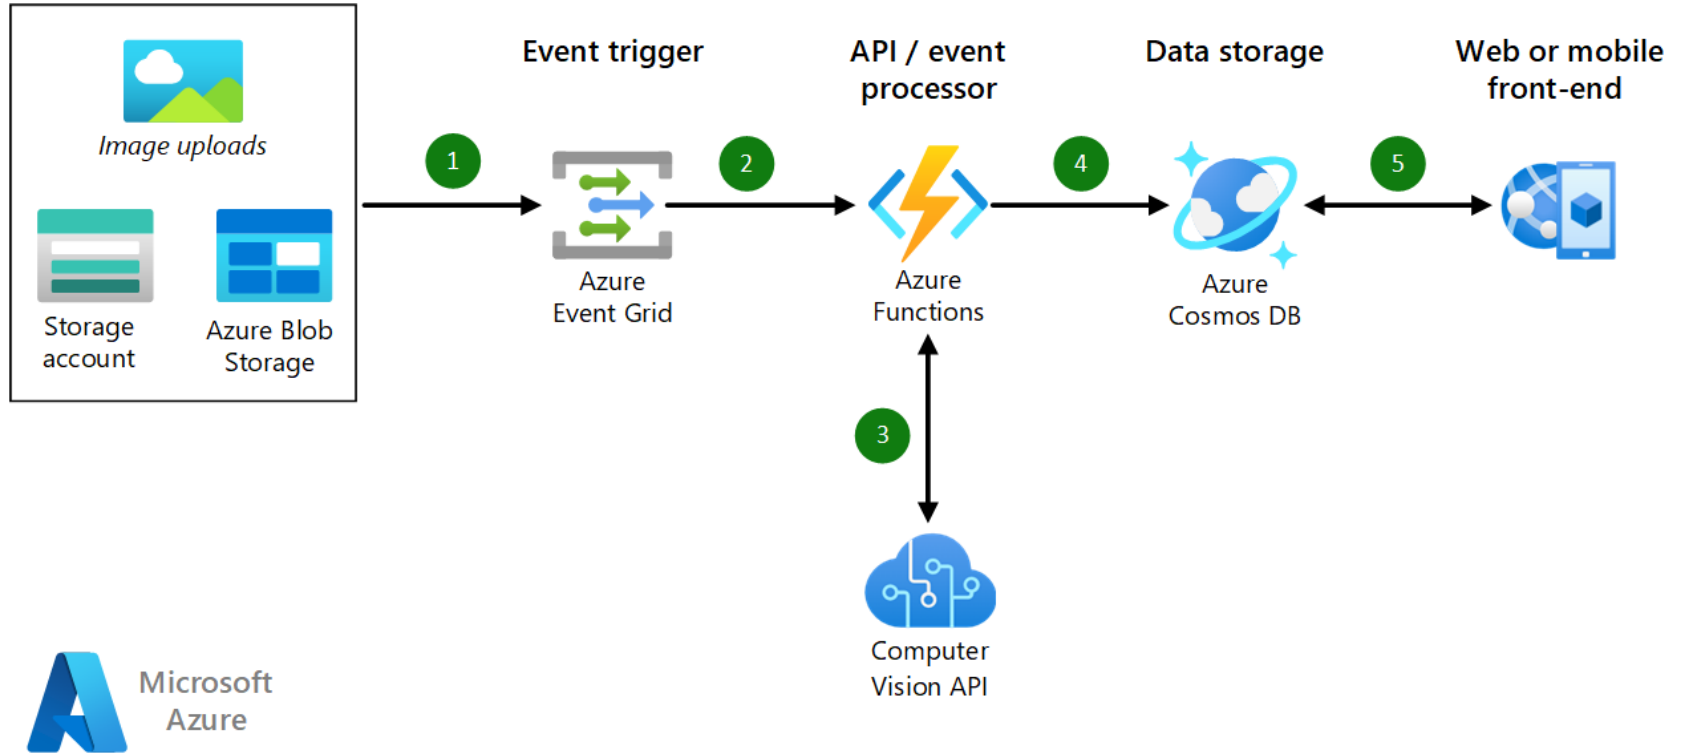 Image uploads
Storage
account
Azure Blob
Storage
1
Event trigger
Azure
Event Grid
2
API / event
processor
Azure
Functions
3
Computer
Vision API
4
Data storage
Azure
Cosmos DB
5
Web or mobile
front-end
Microsoft
Azure